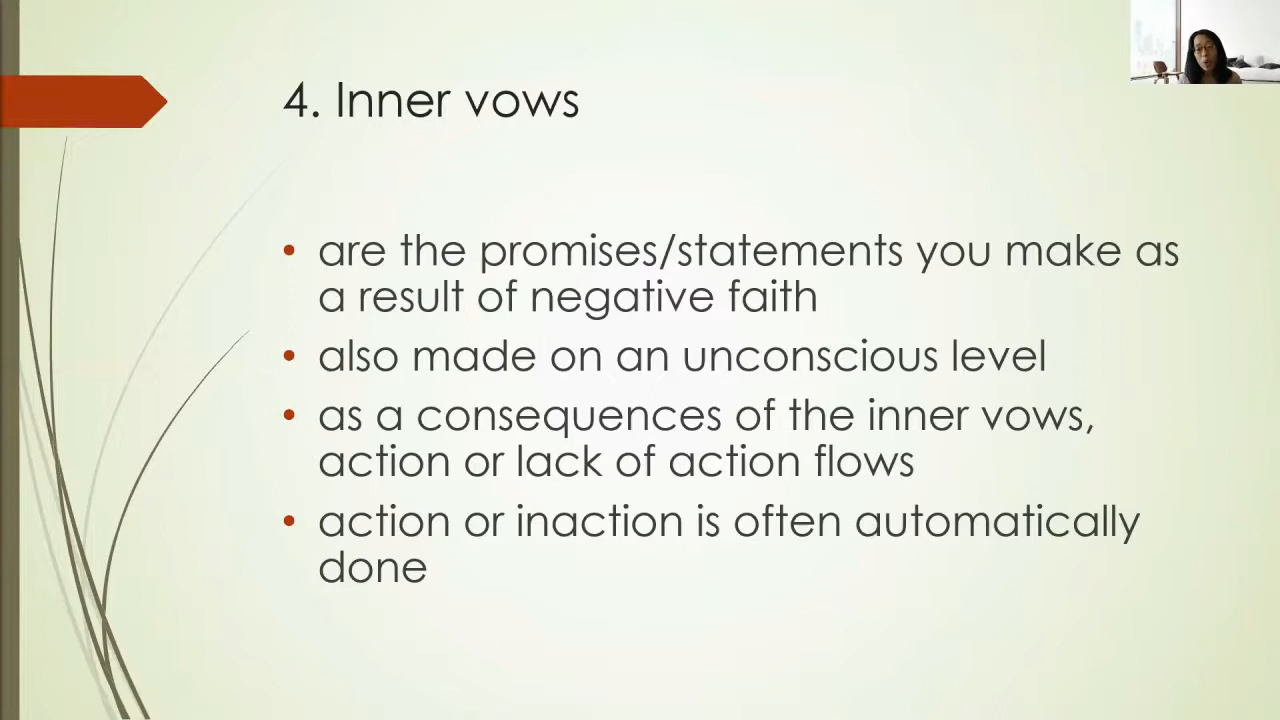 4. Inner vows
• are the promises/statements you make as
a result of negative faith
• also made on an unconscious level
• as a consequences of the inner vows,
action or lack of action flows
• action or inaction is often automatically
done